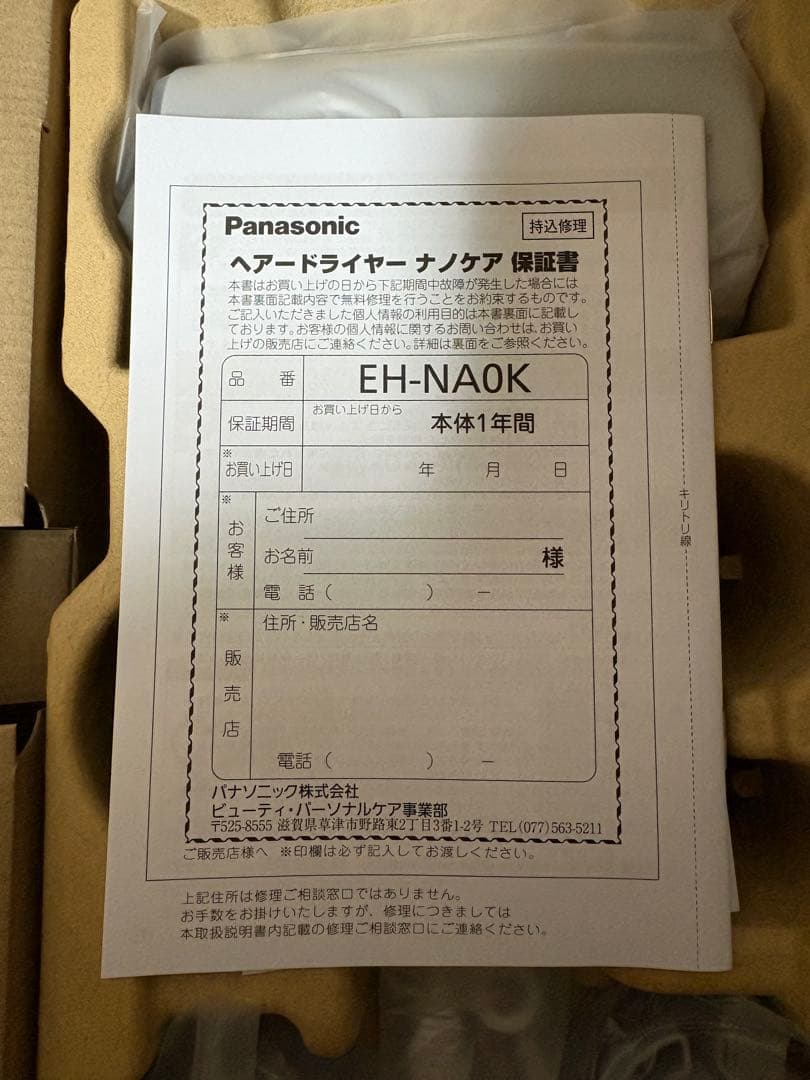 Panasonic
持込修理
ヘアードライヤー ナノケア 保証書
本書はお買い上げの日から下記期間中故障が発生した場合には
本書裏面記載内容で無料修理を行うことをお約束するものです。
ご記入いただきました個人情報の利用目的は本書裏面に記載し
ております。お客様の個人情報に関するお問い合わせは、お買い
上げの販売店にご連絡ください。詳細は裏面をご参照ください。
品 番 EH-NA0K
保証期間 お買い上げ日から 本体1年間
※お買い上げ日 年 月 日
※お客様
ご住所
お名前 様
電 話 ( ) ー
※販売店
住所・販売店名
電話 ( ) ー
パナソニック株式会社
ビューティ・パーソナルケア事業部
〒525-8555 滋賀県草津市野路東2丁目3番1-2号 TEL(077)563-5211
ご販売店様へ ※印欄は必ず記入してお渡しください。
上記住所は修理ご相談窓口ではありません。
お手数をお掛けいたしますが、修理につきましては
本取扱説明書内記載の修理ご相談窓口にご連絡ください。
キリトリ線